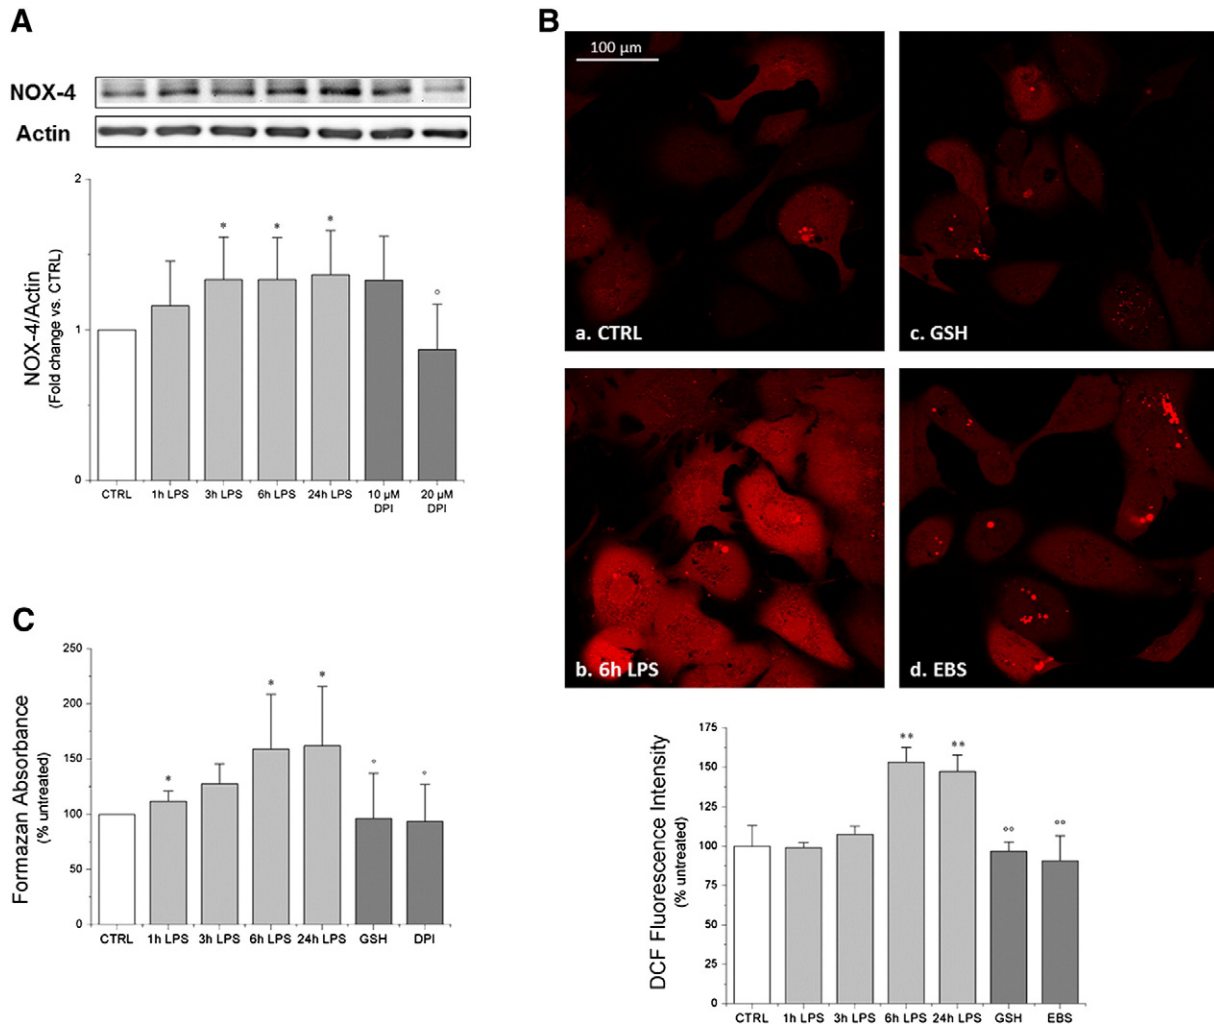 A
NOX-4
Actin
NOX-4/Actin
(Fold change vs. CTRL)
2
1
0
*
*
*
°
CTRL
1h LPS
3h LPS
6h LPS
24h LPS
10 µM
DPI
20 µM
DPI
B
100 µm
a. CTRL
c. GSH
b. 6h LPS
d. EBS
DCF Fluorescence Intensity
(% untreated)
175
150
125
100
75
50
25
0
**
**
°°
°°
CTRL
1h LPS
3h LPS
6h LPS
24h LPS
GSH
EBS
C
Formazan Absorbance
(% untreated)
250
200
150
100
50
0
*
*
*
°
°
CTRL
1h LPS
3h LPS
6h LPS
24h LPS
GSH
DPI